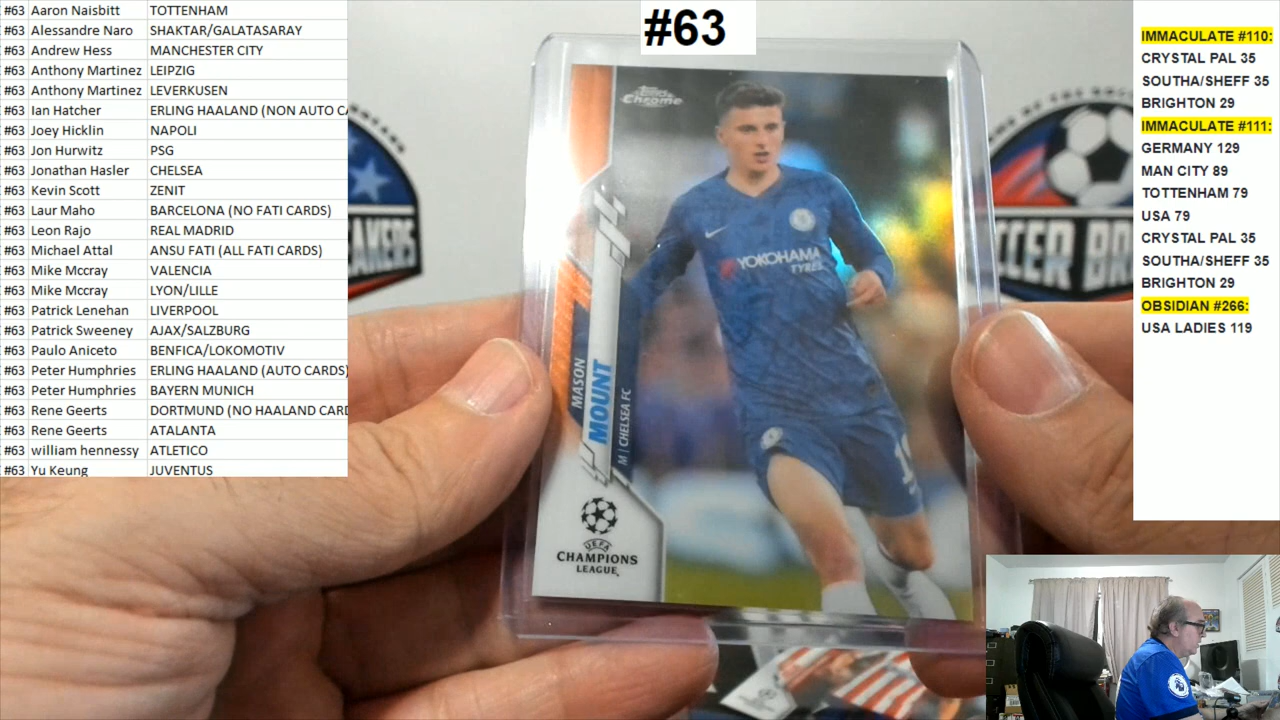 #63 Aaron Naisbitt TOTTENHAM
#63 Alessandre Naro SHAKTAR/GALATASARAY
#63 Andrew Hess MANCHESTER CITY
#63 Anthony Martinez LEIPZIG
#63 Anthony Martinez LEVERKUSEN
#63 Ian Hatcher ERLING HAALAND (NON AUTO CA
#63 Joey Hicklin NAPOLI
#63 Jon Hurwitz PSG
#63 Jonathan Hasler CHELSEA
#63 Kevin Scott ZENIT
#63 Laur Maho BARCELONA (NO FATI CARDS)
#63 Leon Rajo REAL MADRID
#63 Michael Attal ANSU FATI (ALL FATI CARDS)
#63 Mike Mccray VALENCIA
#63 Mike Mccray LYON/LILLE
#63 Patrick Lenehan LIVERPOOL
#63 Patrick Sweeney AJAX/SALZBURG
#63 Paulo Aniceto BENFICA/LOKOMOTIV
#63 Peter Humphries ERLING HAALAND (AUTO CARDS)
#63 Peter Humphries BAYERN MUNICH
#63 Rene Geerts DORTMUND (NO HAALAND CARD
#63 Rene Geerts ATALANTA
#63 william hennessy ATLETICO
#63 Yu Keung JUVENTUS
#63
Topps
Chrome
YOKOHAMA
TYRES
MASON
MOUNT
M | CHELSEA FC
UEFA
CHAMPIONS
LEAGUE
EAKERS
CCER BR
IMMACULATE #110:
CRYSTAL PAL 35
SOUTHA/SHEFF 35
BRIGHTON 29
IMMACULATE #111:
GERMANY 129
MAN CITY 89
TOTTENHAM 79
USA 79
CRYSTAL PAL 35
SOUTHA/SHEFF 35
BRIGHTON 29
OBSIDIAN #266:
USA LADIES 119